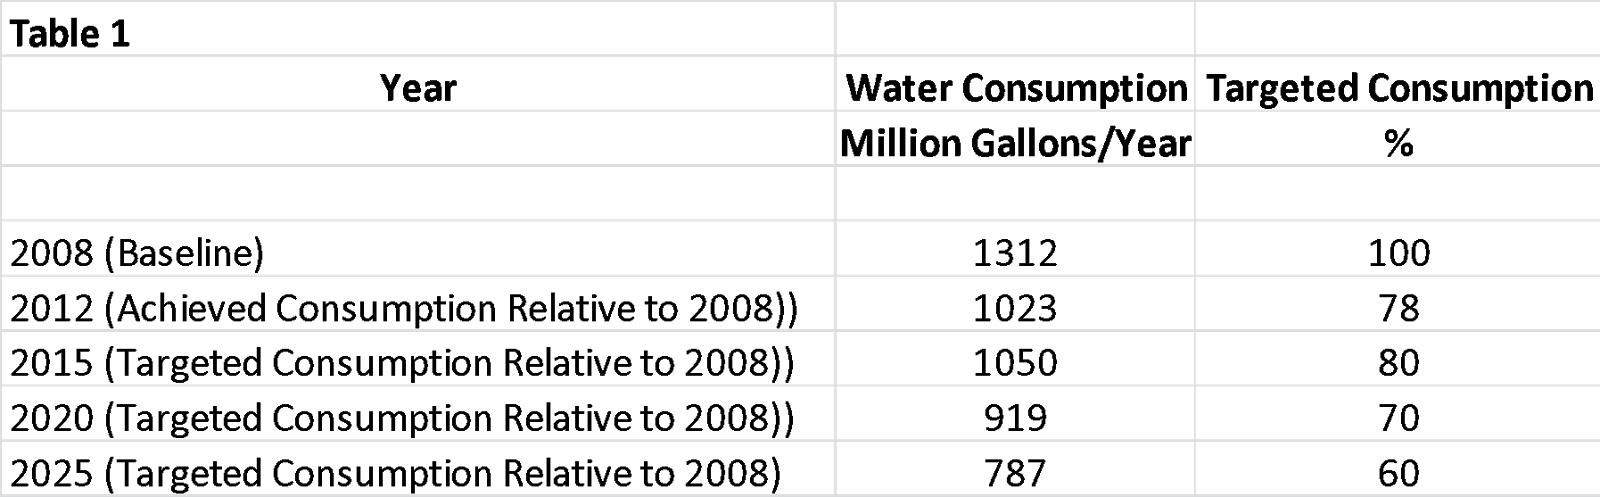 Table 1
Year Water Consumption Targeted Consumption
Million Gallons/Year %
2008 (Baseline) 1312 100
2012 (Achieved Consumption Relative to 2008)) 1023 78
2015 (Targeted Consumption Relative to 2008)) 1050 80
2020 (Targeted Consumption Relative to 2008)) 919 70
2025 (Targeted Consumption Relative to 2008) 787 60